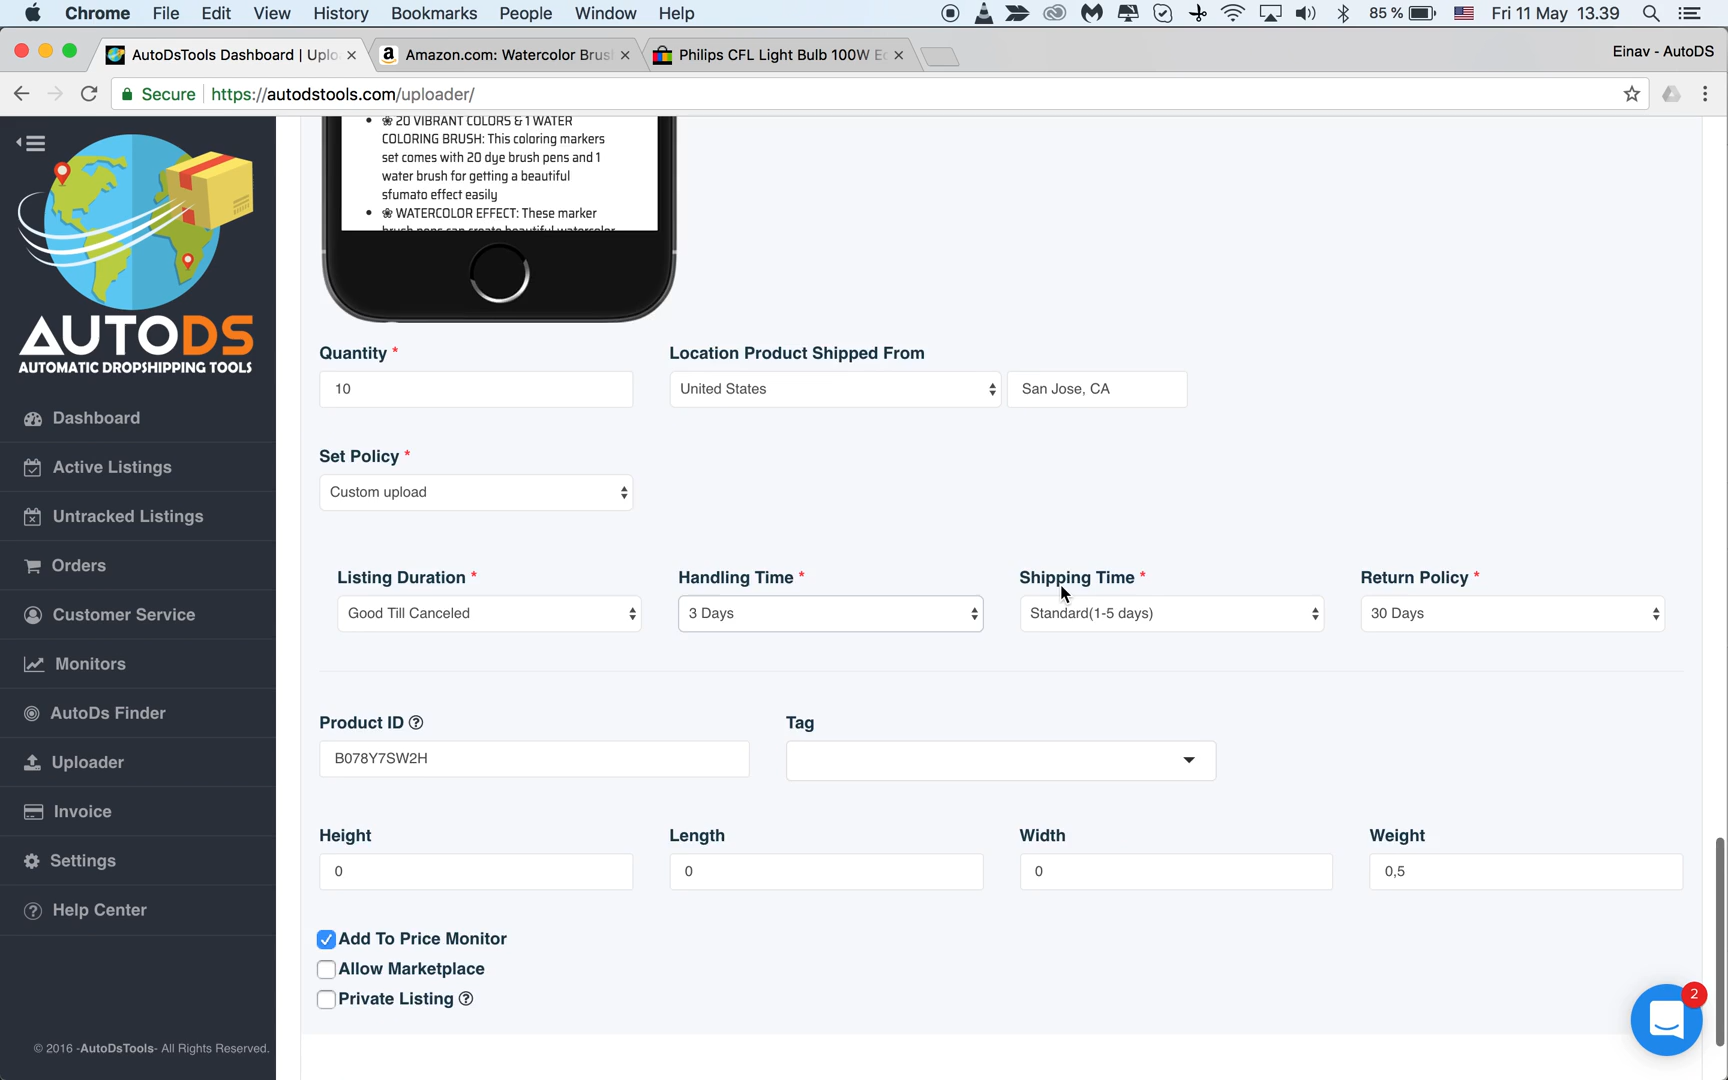 Chrome File Edit View History Bookmarks People Window Help 85 % Fri 11 May 13.39
AutoDsTools Dashboard | Uplo
Amazon.com: Watercolor Brus
Philips CFL Light Bulb 100W E
Einav - AutoDS
Secure https://autodstools.com/uploader/
AUTODS
AUTOMATIC DROPSHIPPING TOOLS
Dashboard
Active Listings
Untracked Listings
Orders
Customer Service
Monitors
AutoDs Finder
Uploader
Invoice
Settings
Help Center
© 2016 -AutoDsTools- All Rights Reserved.
20 VIBRANT COLORS & 1 WATER
COLORING BRUSH: This coloring markers
set comes with 20 dye brush pens and 1
water brush for getting a beautiful
sfumato effect easily
WATERCOLOR EFFECT: These marker
brush pens can create beautiful watercolor
Quantity * Location Product Shipped From
10 United States San Jose, CA
Set Policy *
Custom upload
Listing Duration * Handling Time * Shipping Time * Return Policy *
Good Till Canceled 3 Days Standard(1-5 days) 30 Days
Product ID ? Tag
B078Y7SW2H
Height Length Width Weight
0 0 0 0,5
Add To Price Monitor
Allow Marketplace
Private Listing ?
2